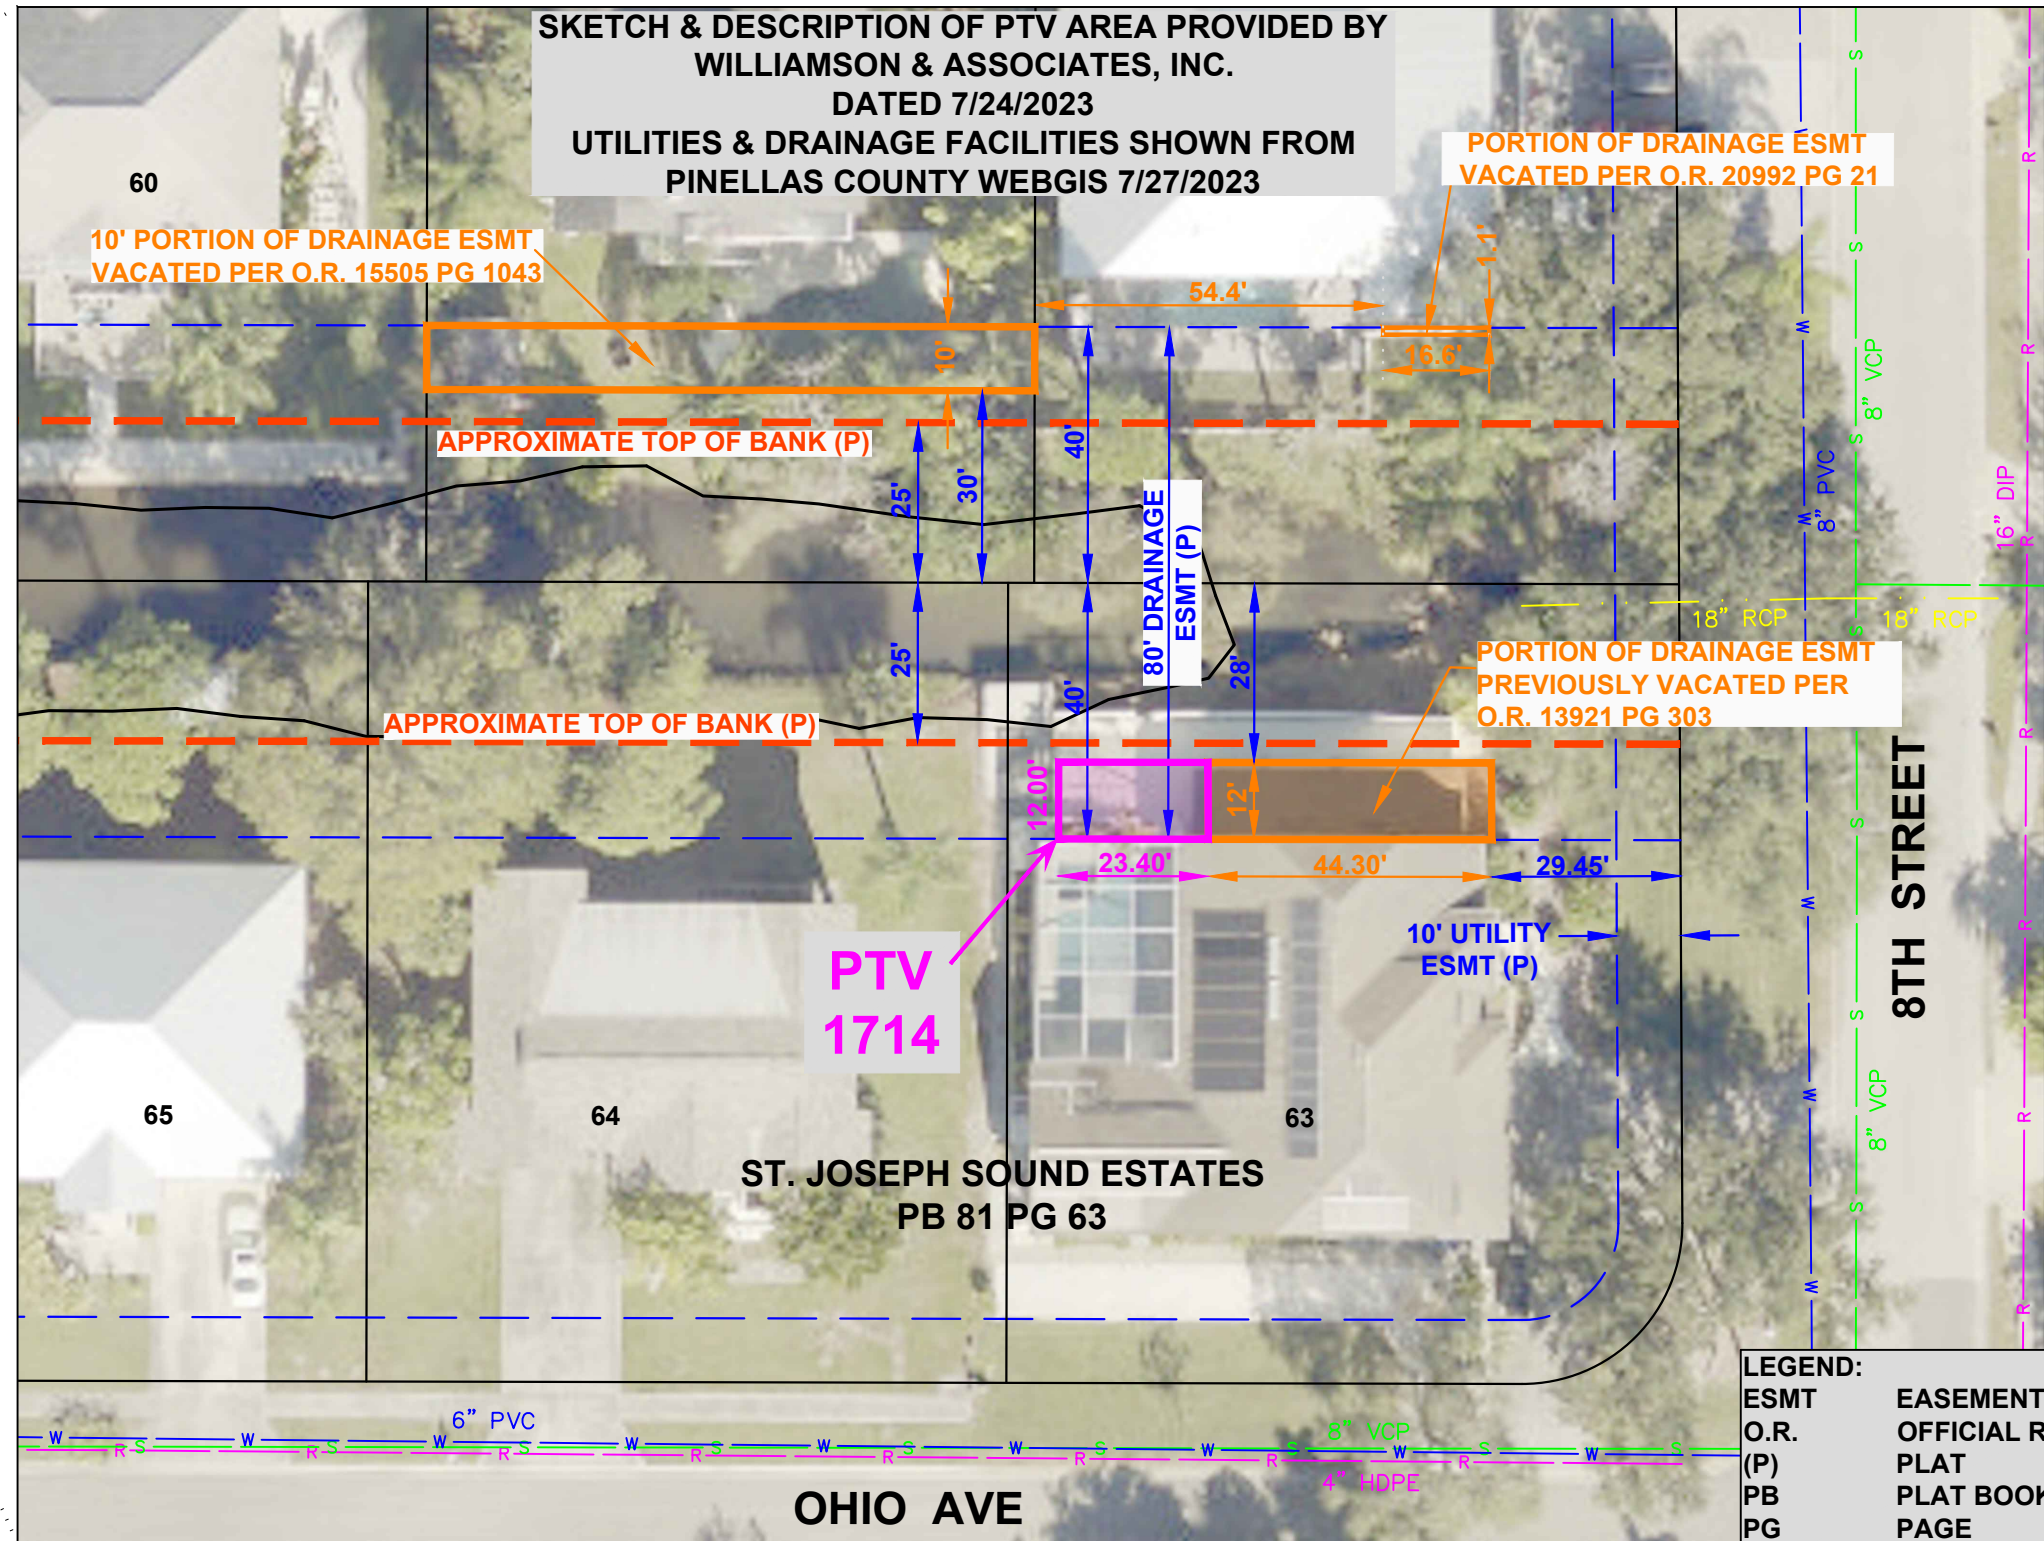 SKETCH & DESCRIPTION OF PTV AREA PROVIDED BY
WILLIAMSON & ASSOCIATES, INC.
DATED 7/24/2023
UTILITIES & DRAINAGE FACILITIES SHOWN FROM
PINELLAS COUNTY WEBGIS 7/27/2023
PORTION OF DRAINAGE ESMT
VACATED PER O.R. 20992 PG 21
60
10' PORTION OF DRAINAGE ESMT
VACATED PER O.R. 15505 PG 1043
1.1'
54.4'
16.6'
10'
APPROXIMATE TOP OF BANK (P)
25'
30'
40'
80' DRAINAGE
ESMT (P)
8" VCP
8" PVC
16" DIP
18" RCP
18" RCP
25'
40'
28'
PORTION OF DRAINAGE ESMT
PREVIOUSLY VACATED PER
O.R. 13921 PG 303
APPROXIMATE TOP OF BANK (P)
12.00'
12'
23.40'
44.30'
29.45'
10' UTILITY
ESMT (P)
8TH STREET
PTV
1714
8" VCP
65
64
63
ST. JOSEPH SOUND ESTATES
PB 81 PG 63
6" PVC
8" VCP
4" HDPE
OHIO AVE
W W W W W W W W W
S S S S S S S S S
R R R R R R R R
W W W W W W
S S S S S S S
R R R R R R R
LEGEND:
ESMT EASEMENT
O.R. OFFICIAL R
(P) PLAT
PB PLAT BOOK
PG PAGE